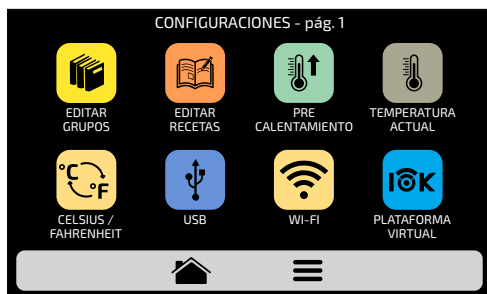 CONFIGURACIONES - pág. 1
EDITAR
GRUPOS
EDITAR
RECETAS
PRE
CALENTAMIENTO
TEMPERATURA
ACTUAL
°C
°F
CELSIUS /
FAHRENHEIT
USB
WI-FI
IOK
PLATAFORMA
VIRTUAL